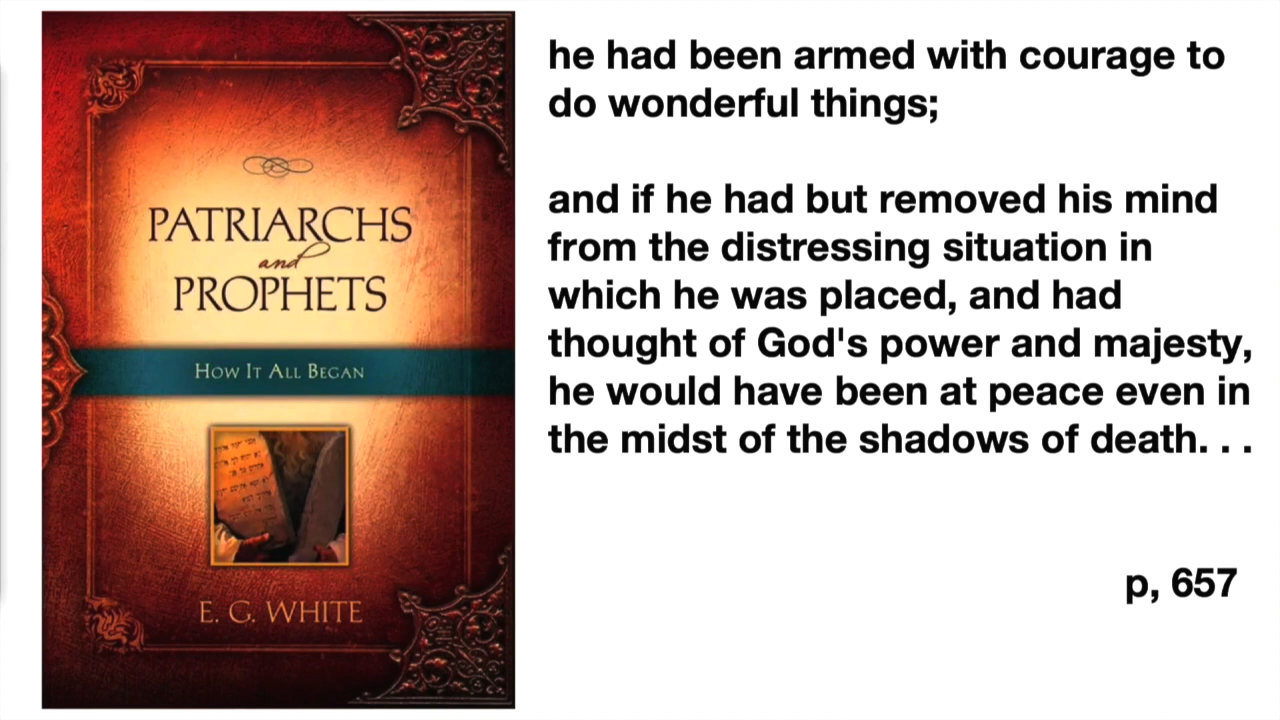 PATRIARCHS
and
PROPHETS
HOW IT ALL BEGAN
E. G. WHITE
he had been armed with courage to
do wonderful things;
and if he had but removed his mind
from the distressing situation in
which he was placed, and had
thought of God's power and majesty,
he would have been at peace even in
the midst of the shadows of death. . .
p, 657